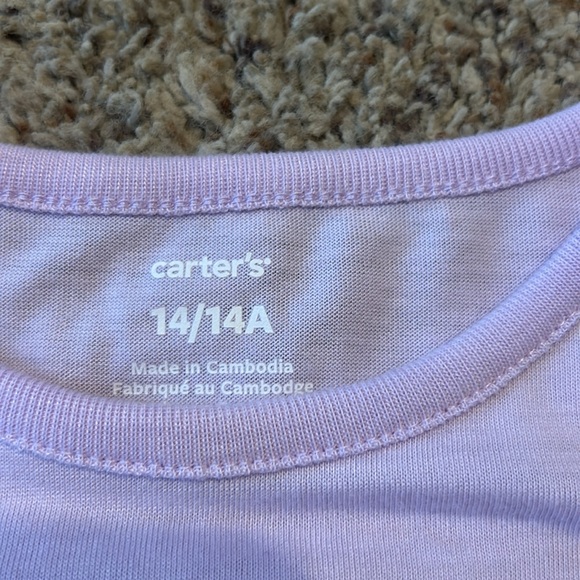 carter's
14/14A
Made in Cambodia
Fabriqué au Cambodge